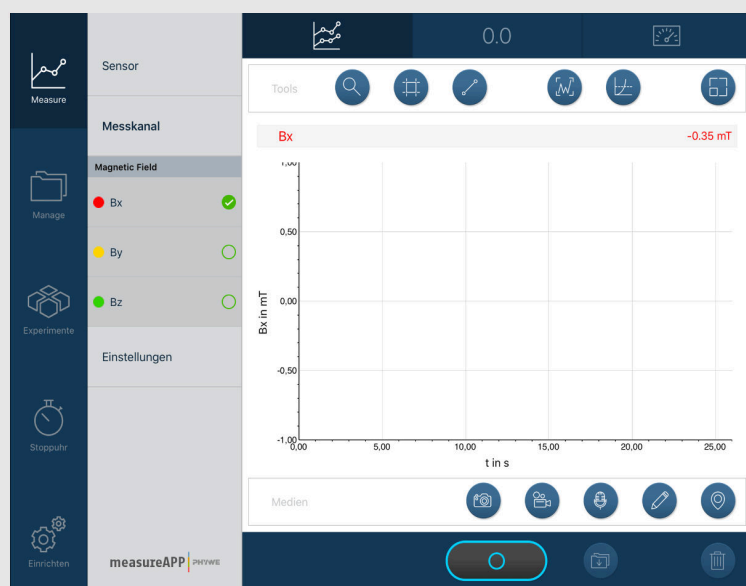 Measure
Manage
Experimente
Stoppuhr
Einrichten
Sensor
Messkanal
Magnetic Field
Bx
By
Bz
Einstellungen
measureAPP PHYWE
0.0
Tools
Bx -0.35 mT
1,00
0,50
0,00
-0,50
-1,00
Bx in mT
0,00 5,00 10,00 15,00 20,00 25,00
t in s
Medien